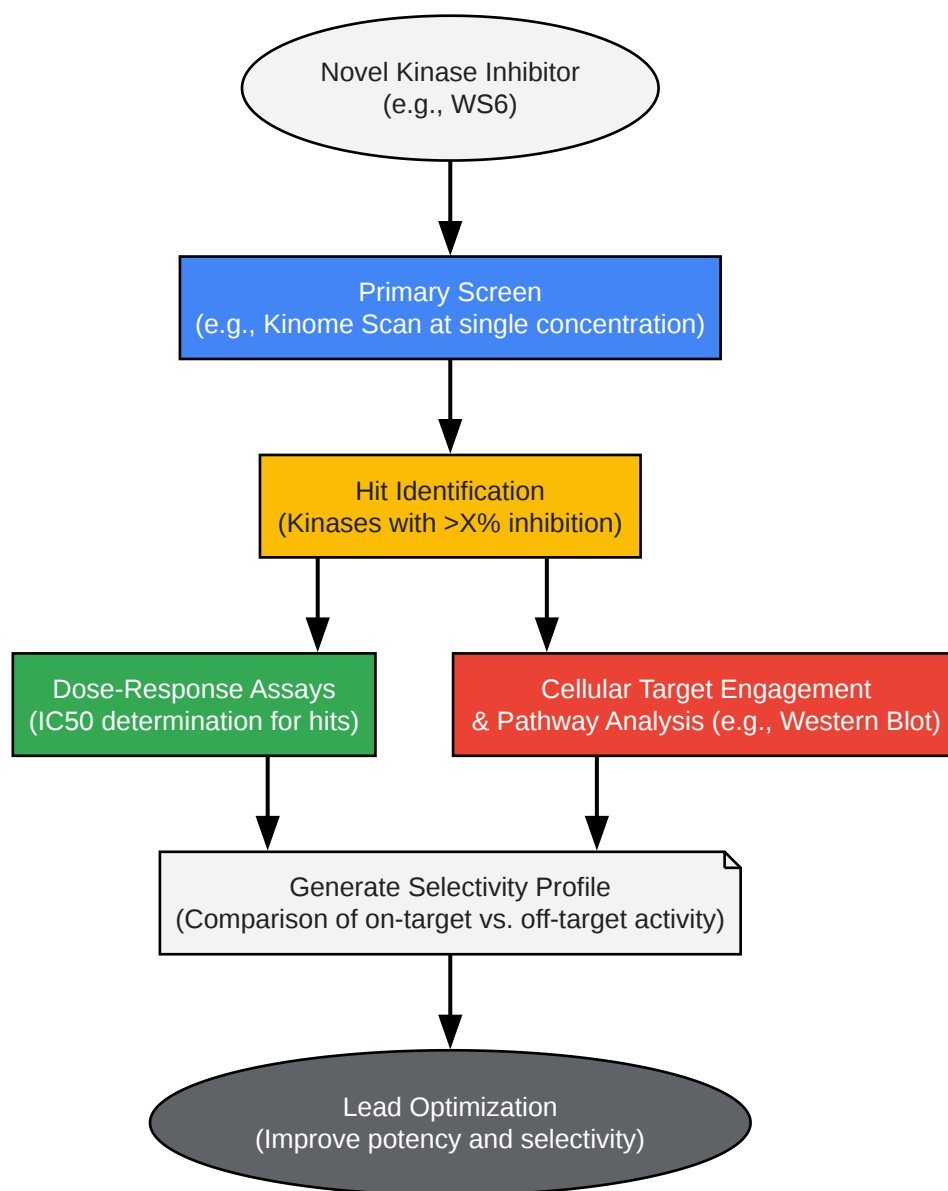 Novel Kinase Inhibitor
(e.g., WS6)
Primary Screen
(e.g., Kinome Scan at single concentration)
Hit Identification
(Kinases with >X% inhibition)
Dose-Response Assays
(IC50 determination for hits)
Cellular Target Engagement
& Pathway Analysis (e.g., Western Blot)
Generate Selectivity Profile
(Comparison of on-target vs. off-target activity)
Lead Optimization
(Improve potency and selectivity)